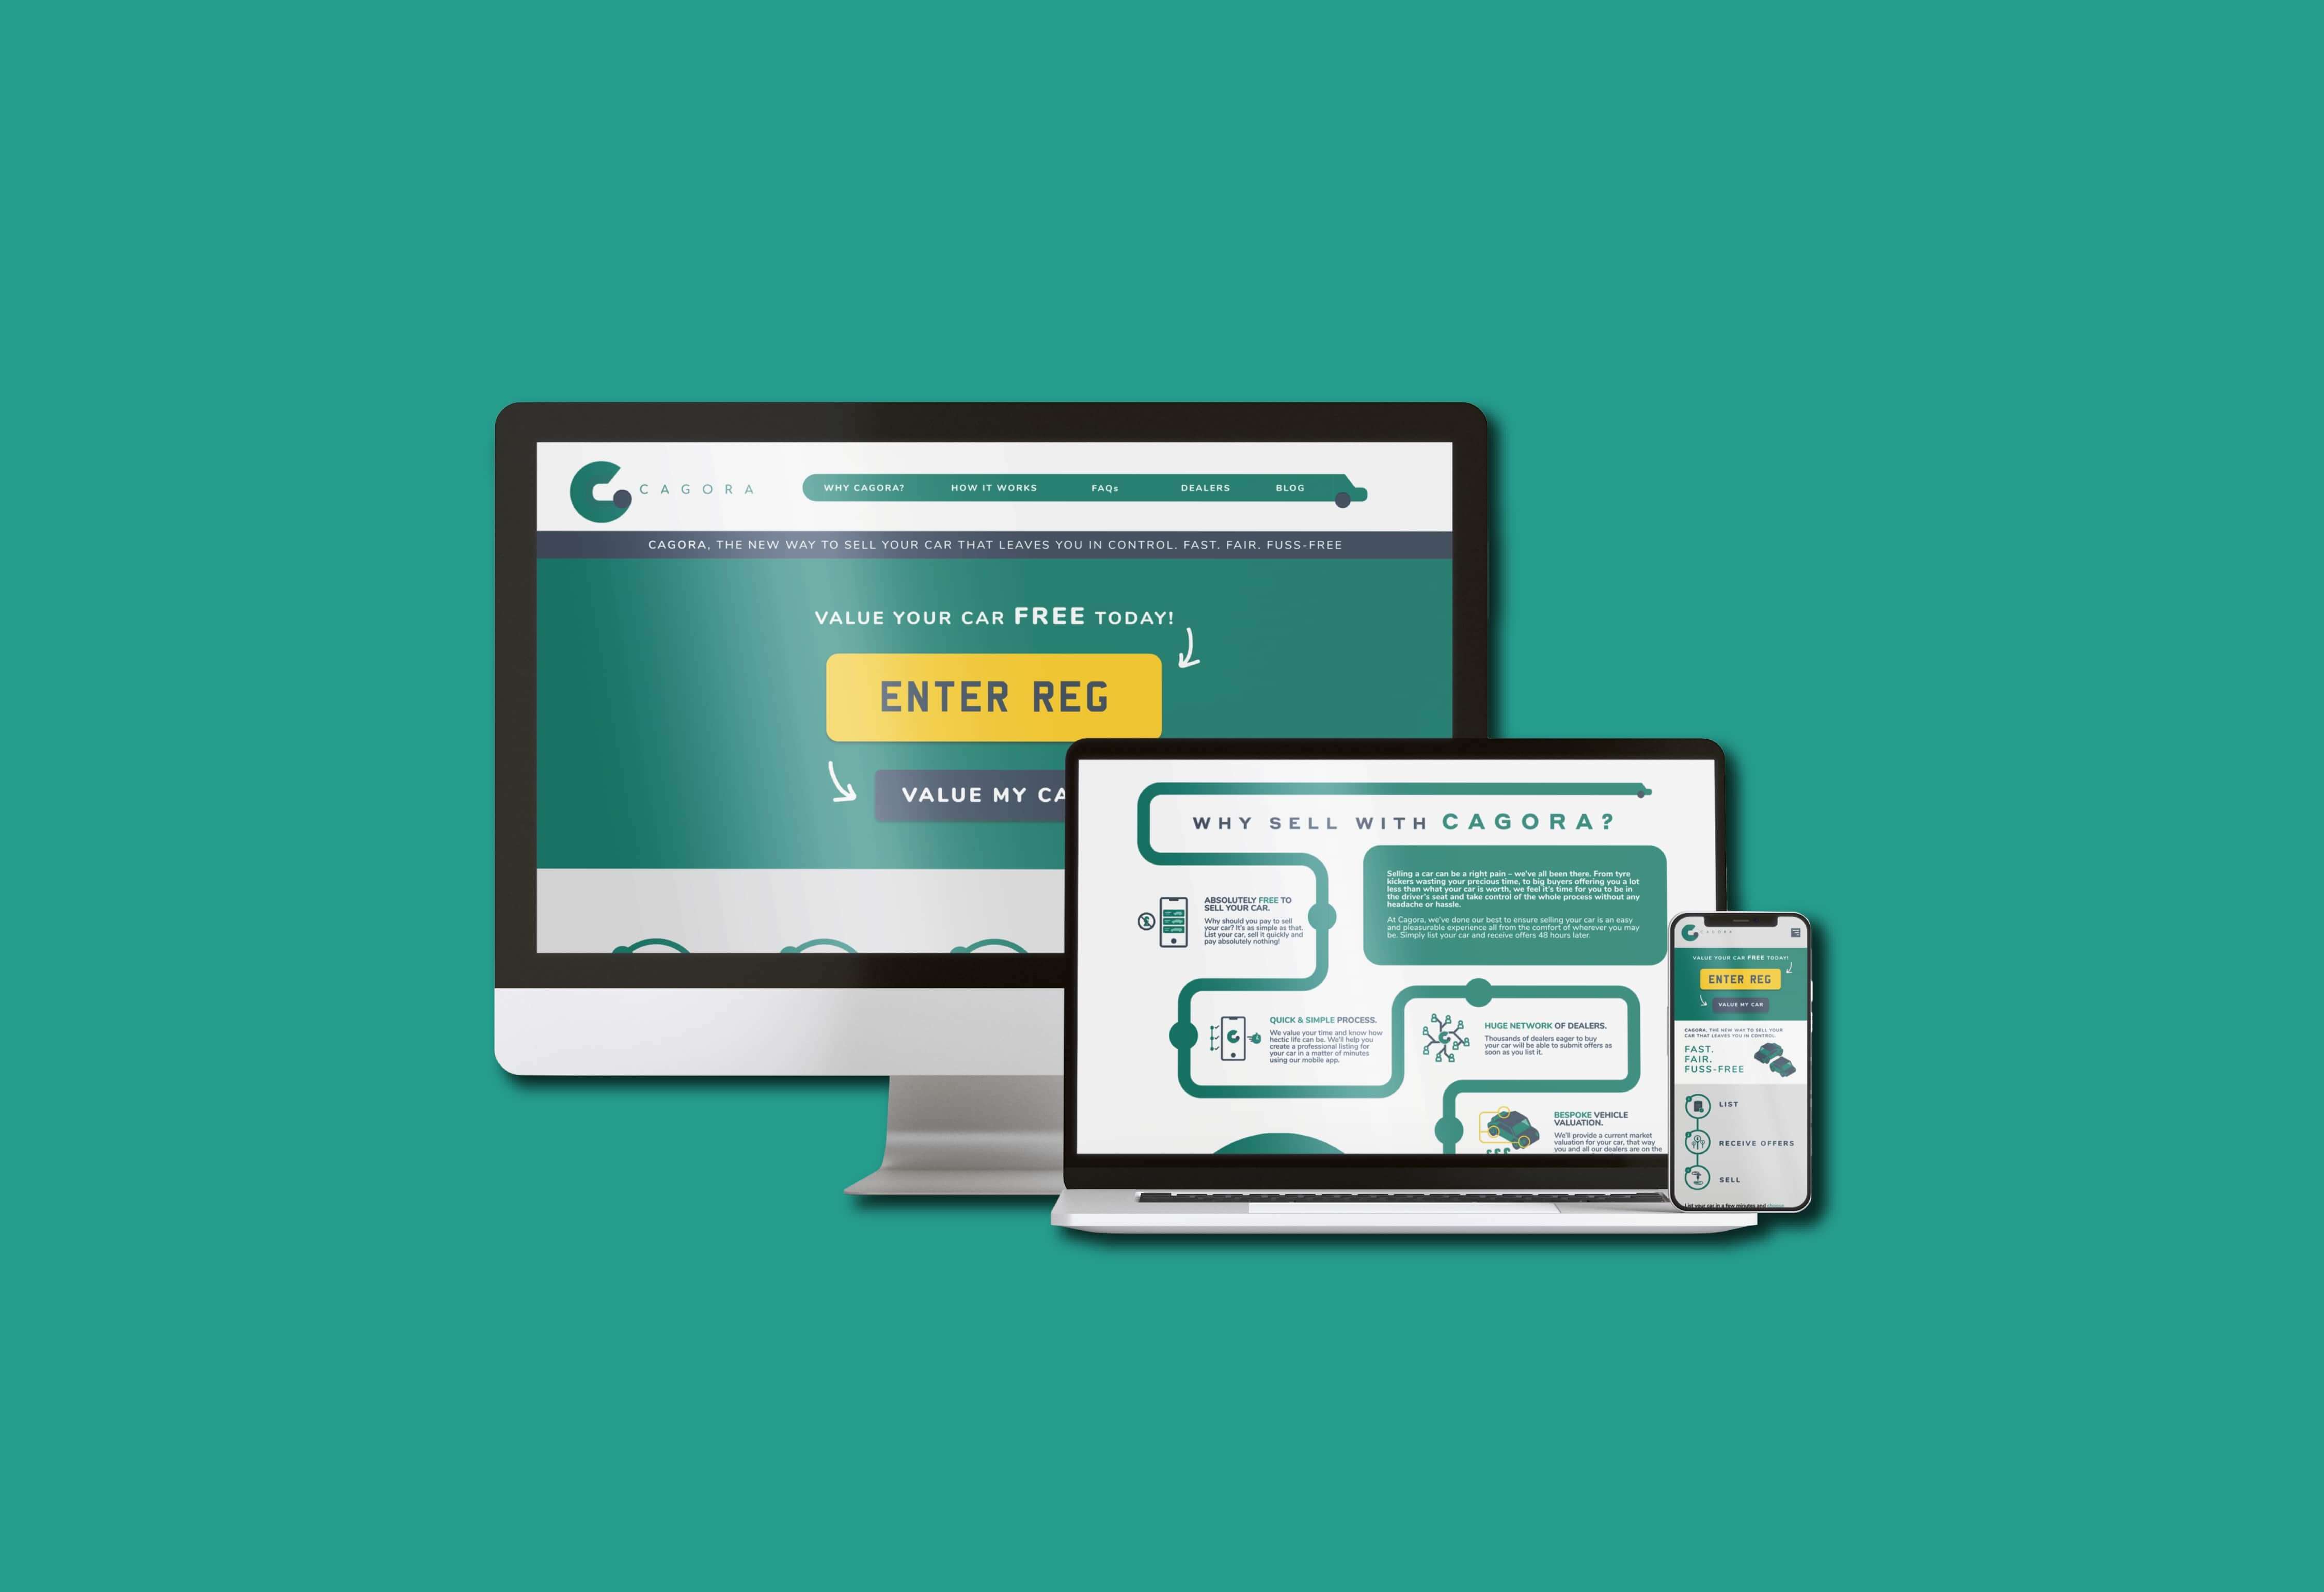 CAGORA
WHY CAGORA? HOW IT WORKS FAQs DEALERS BLOG
CAGORA, THE NEW WAY TO SELL YOUR CAR THAT LEAVES YOU IN CONTROL. FAST. FAIR. FUSS-FREE
VALUE YOUR CAR FREE TODAY!
ENTER REG
VALUE MY CA
WHY SELL WITH CAGORA?
Selling a car can be a right pain – we've all been there. From tyre
kickers wasting your precious time, to big buyers offering you a lot
less than what your car is worth, we feel it's time for you to be in
the driver's seat and take control of the whole process without any
headache or hassle.
At Cagora, we've done our best to ensure selling your car is an easy
and pleasurable experience all from the comfort of wherever you may
be. Simply list your car and receive offers 48 hours later.
ABSOLUTELY FREE TO
SELL YOUR CAR.
Why should you pay to sell
your car? It's as simple as that.
List your car, sell it quickly and
pay absolutely nothing!
QUICK & SIMPLE PROCESS.
We value your time and know how
hectic life can be. We'll help you
create a professional listing for
your car in a matter of minutes
using our mobile app.
HUGE NETWORK OF DEALERS.
Thousands of dealers eager to buy
your car will be able to submit offers as
soon as you list it.
BESPOKE VEHICLE
VALUATION.
We'll provide a current market
valuation for your car, that way
you and all our dealers are on the
CAGORA
VALUE YOUR CAR FREE TODAY!
ENTER REG
VALUE MY CAR
CAGORA, THE NEW WAY TO SELL YOUR
CAR THAT LEAVES YOU IN CONTROL.
FAST.
FAIR.
FUSS-FREE
LIST
RECEIVE OFFERS
SELL
List your car in a few minutes and